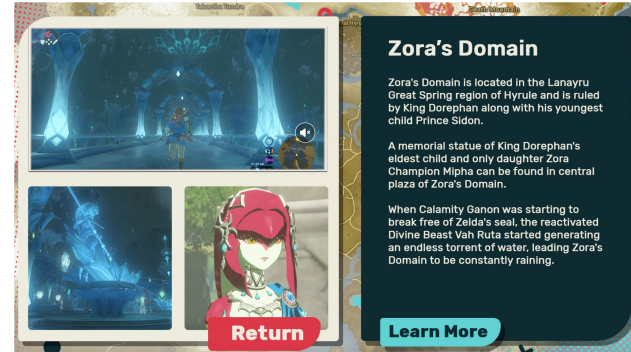 Tabantha Tundra
Death Mountain
Zora's Domain
Zora's Domain is located in the Lanayru
Great Spring region of Hyrule and is ruled
by King Dorephan along with his youngest
child Prince Sidon.
A memorial statue of King Dorephan's
eldest child and only daughter Zora
Champion Mipha can be found in central
plaza of Zora's Domain.
When Calamity Ganon was starting to
break free of Zelda's seal, the reactivated
Divine Beast Vah Ruta started generating
an endless torrent of water, leading Zora's
Domain to be constantly raining.
Return
Learn More